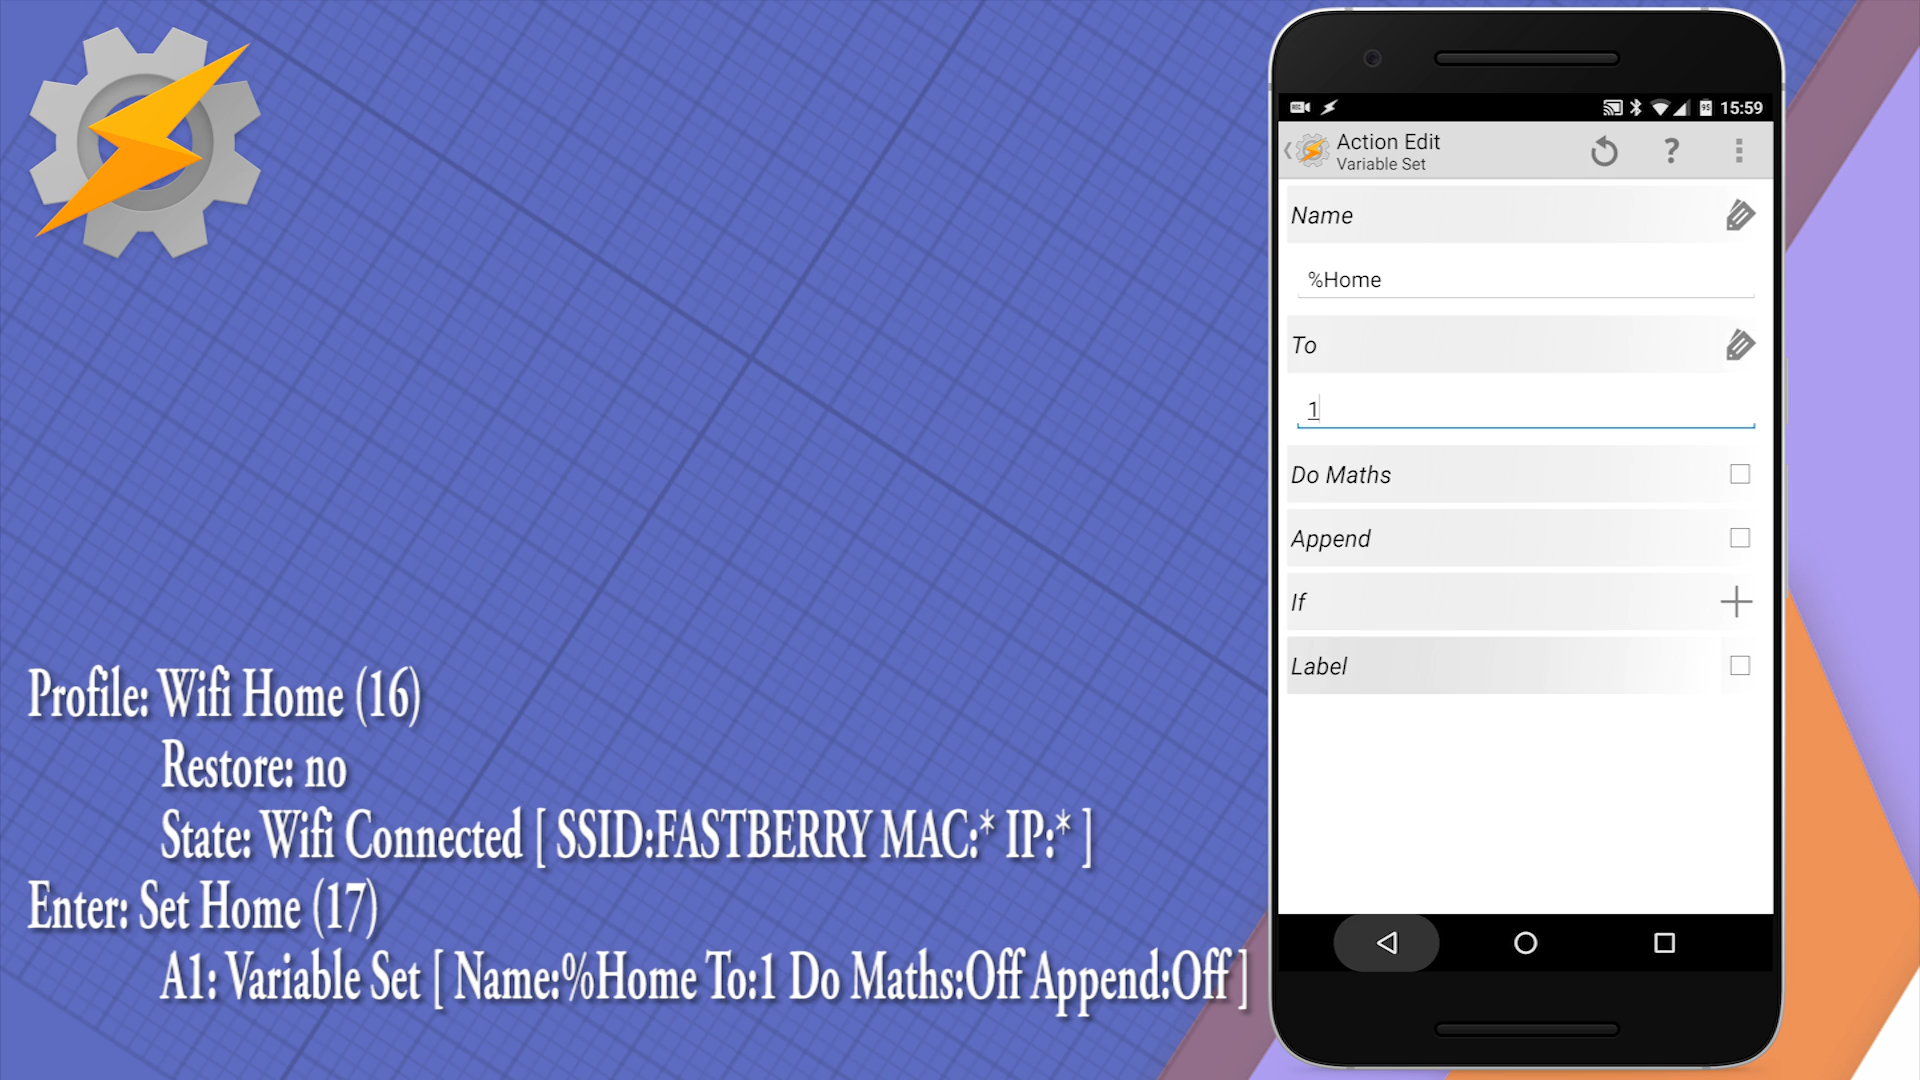 15:59
Action Edit
Variable Set
?
Name
%Home
To
1
Do Maths
Append
If
Label
Profile: Wifi Home (16)
Restore: no
State: Wifi Connected [ SSID:FASTBERRY MAC:* IP:* ]
Enter: Set Home (17)
A1: Variable Set [ Name:%Home To:1 Do Maths:Off Append:Off ]